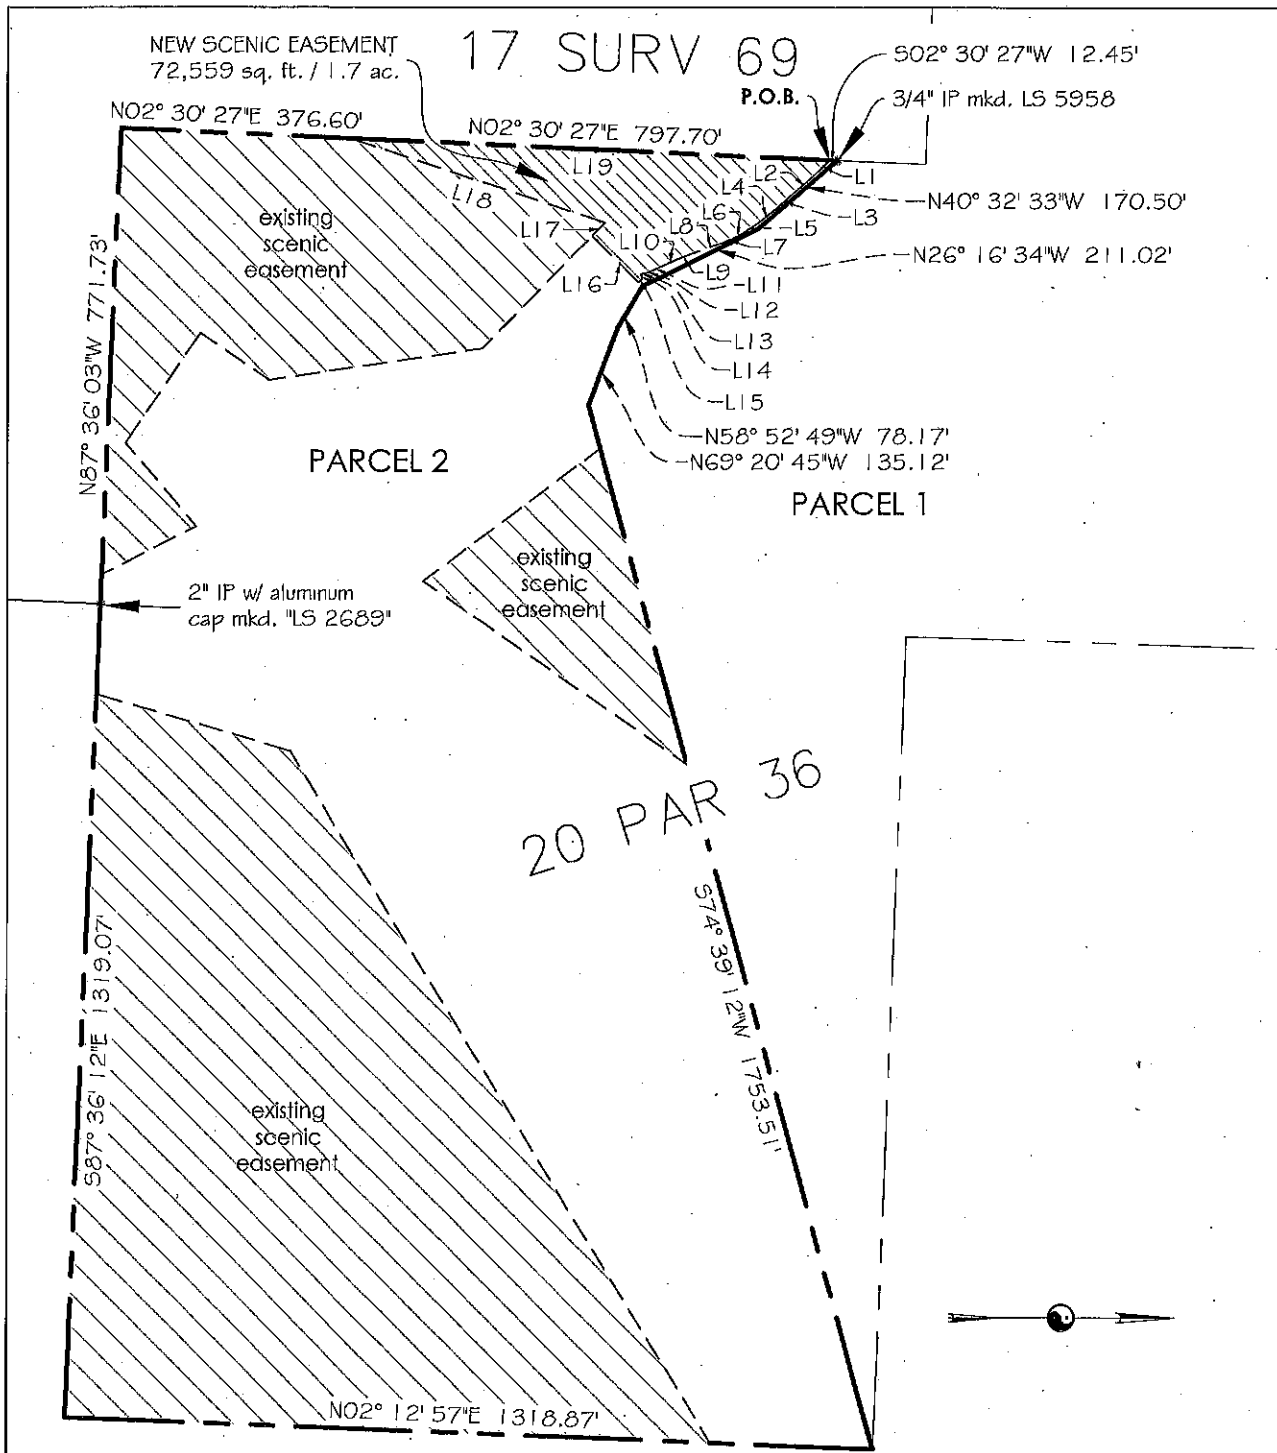 17 SURV 69
NEW SCENIC EASEMENT
72,559 sq. ft. / 1.7 ac.
S02° 30' 27"W 12.45'
P.O.B.
3/4" IP mkd. LS 5958
N02° 30' 27"E 376.60'
N02° 30' 27"E 797.70'
L19
L2
L1
L4
L3
N40° 32' 33"W 170.50'
L18
existing
scenic
easement
L17
L6
L5
L8
L7
L10
L9
N26° 16' 34"W 211.02'
L16
L11
L12
L13
L14
L15
N87° 36' 03"W 771.73'
N58° 52' 49"W 78.17'
N69° 20' 45"W 135.12'
PARCEL 2
PARCEL 1
existing
scenic
easement
2" IP w/ aluminum
cap mkd. "LS 2689"
20 PAR 36
S74° 39' 12"W 1753.51'
S87° 36' 12"E 1319.07'
existing
scenic
easement
N02° 12' 57"E 1318.87'